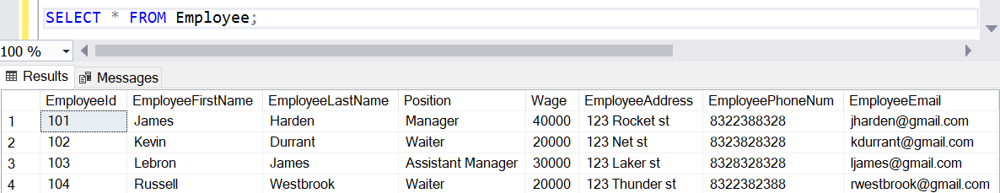 SELECT * FROM Employee;
100 %
Results Messages
EmployeeId EmployeeFirstName EmployeeLastName Position Wage EmployeeAddress EmployeePhoneNum EmployeeEmail
1 101 James Harden Manager 40000 123 Rocket st 8322388328 jharden@gmail.com
2 102 Kevin Durrant Waiter 20000 123 Net st 8323828328 kdurrant@gmail.com
3 103 Lebron James Assistant Manager 30000 123 Laker st 8328328328 ljames@gmail.com
4 104 Russell Westbrook Waiter 20000 123 Thunder st 8322382388 rwestbrook@gmail.com